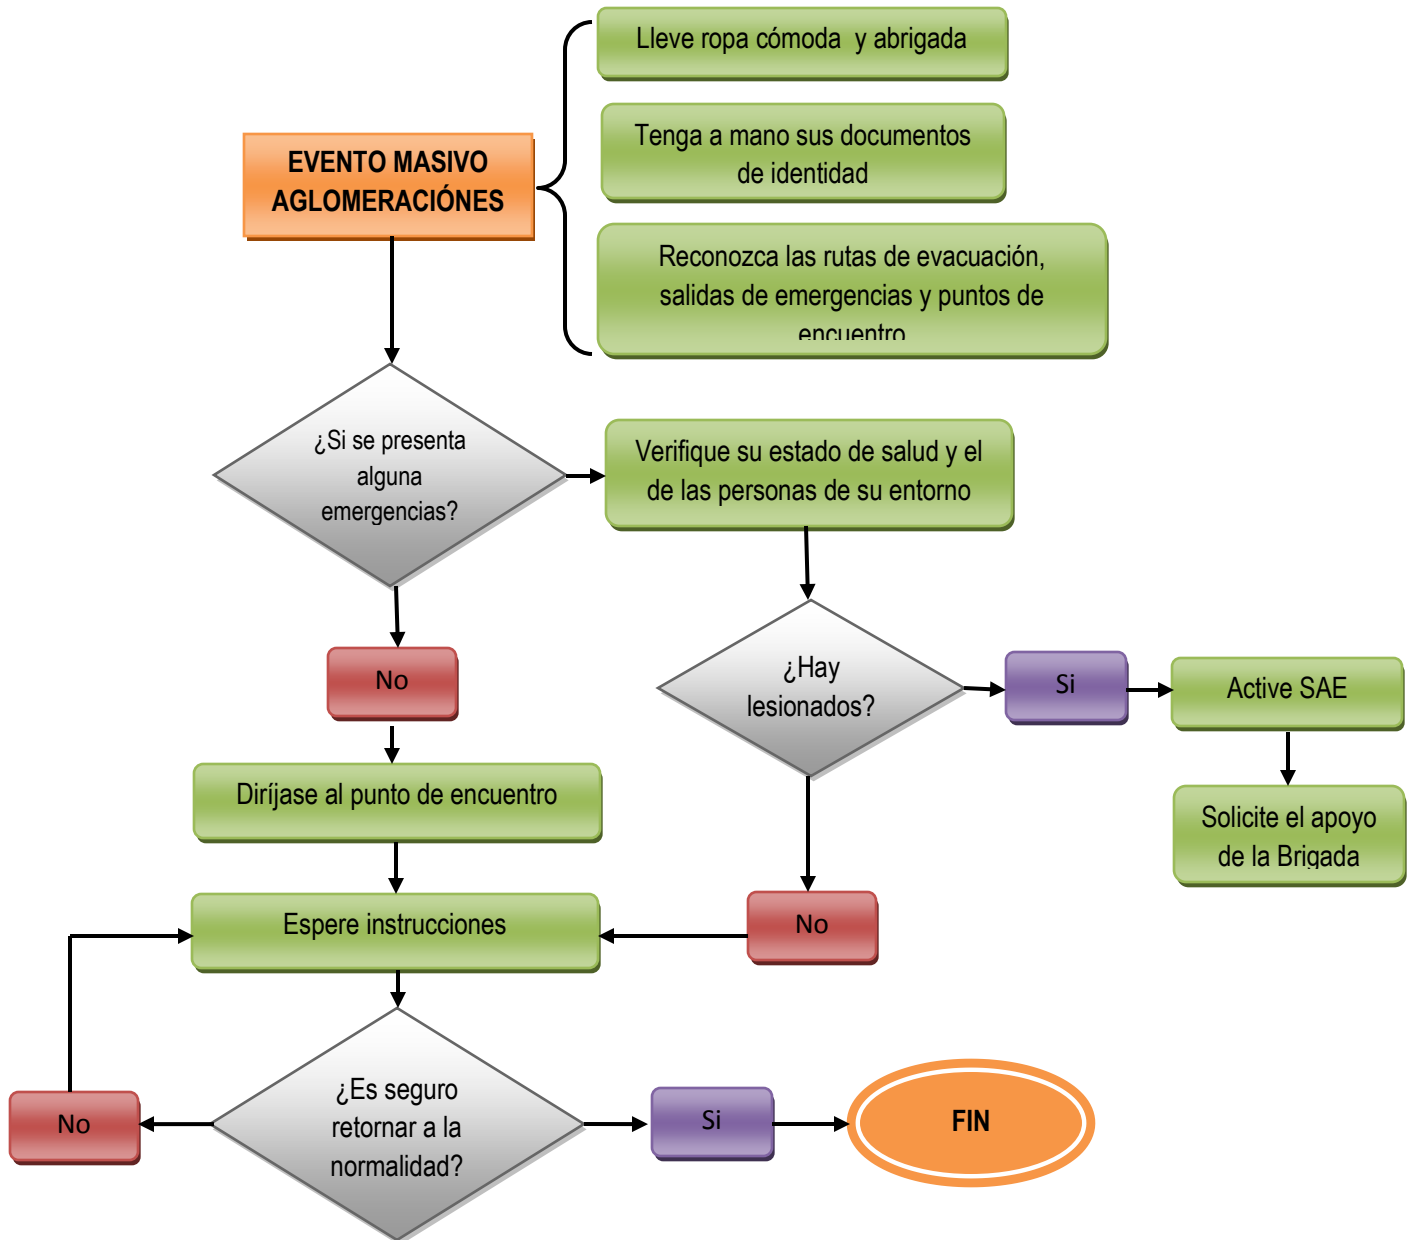 Lleve ropa cómoda y abrigada
EVENTO MASIVO
AGLOMERACIÓNES
Tenga a mano sus documentos
de identidad
Reconozca las rutas de evacuación,
salidas de emergencias y puntos de
encuentro
¿Si se presenta
alguna
emergencias?
Verifique su estado de salud y el
de las personas de su entorno
No
¿Hay
lesionados?
Si
Active SAE
Diríjase al punto de encuentro
Solicite el apoyo
de la Brigada
Espere instrucciones
No
¿Es seguro
retornar a la
normalidad?
No
Si
FIN